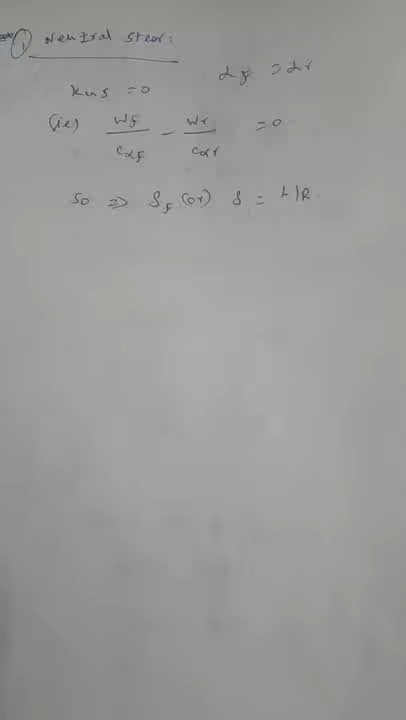 ① Neutral Steer:
αf = αr
Kus = 0
(ie) Wf/Cαf - Wr/Cαr = 0
So ⇒ δf (or) δ = L/R